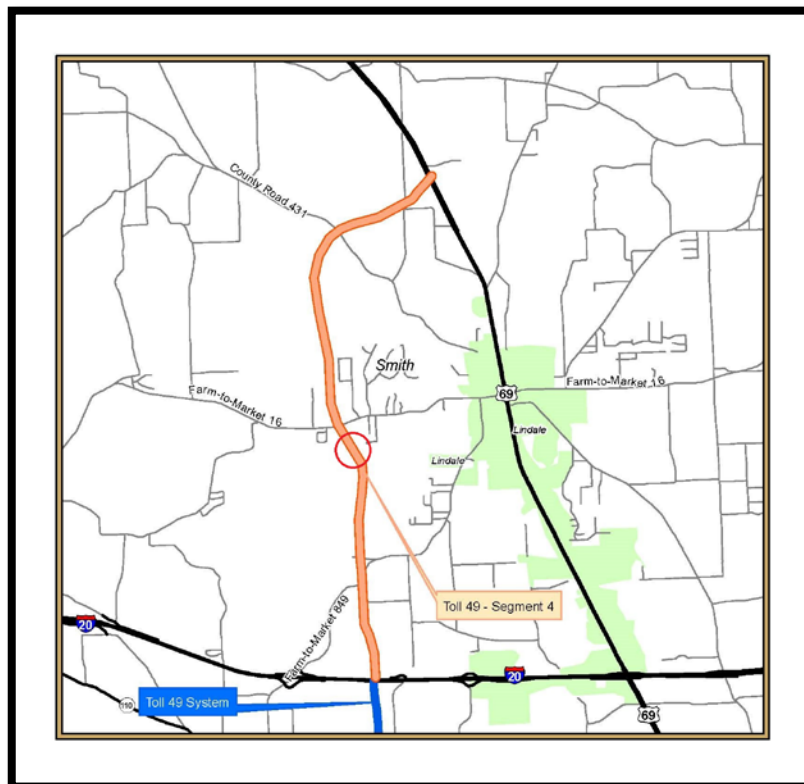 County Road 431
Smith
Farm-to-Market 16
Farm-to-Market 16
69
Lindale
Lindale
Toll 49 - Segment 4
Farm-to-Market 849
20
20
110
Toll 49 System
69